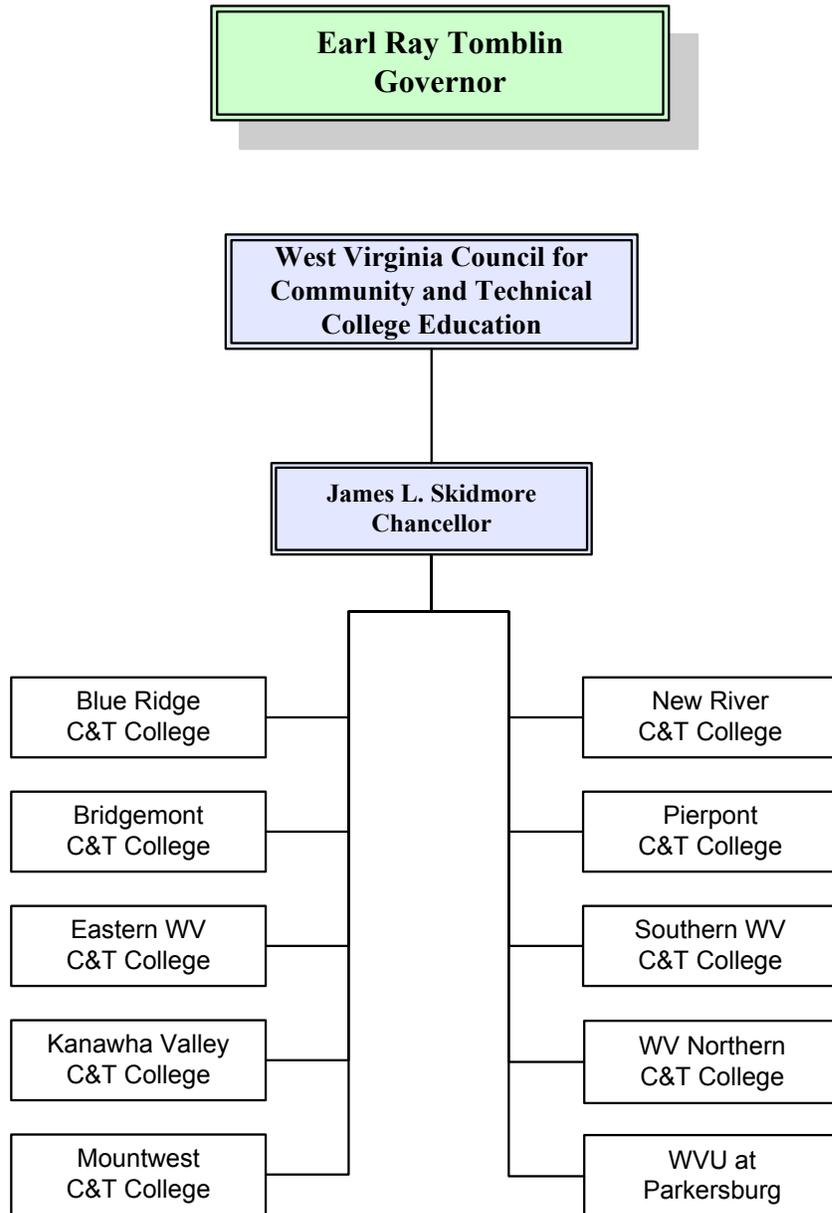 Earl Ray Tomblin
Governor
West Virginia Council for
Community and Technical
College Education
James L. Skidmore
Chancellor
Blue Ridge
C&T College
Bridgemont
C&T College
Eastern WV
C&T College
Kanawha Valley
C&T College
Mountwest
C&T College
New River
C&T College
Pierpont
C&T College
Southern WV
C&T College
WV Northern
C&T College
WVU at
Parkersburg